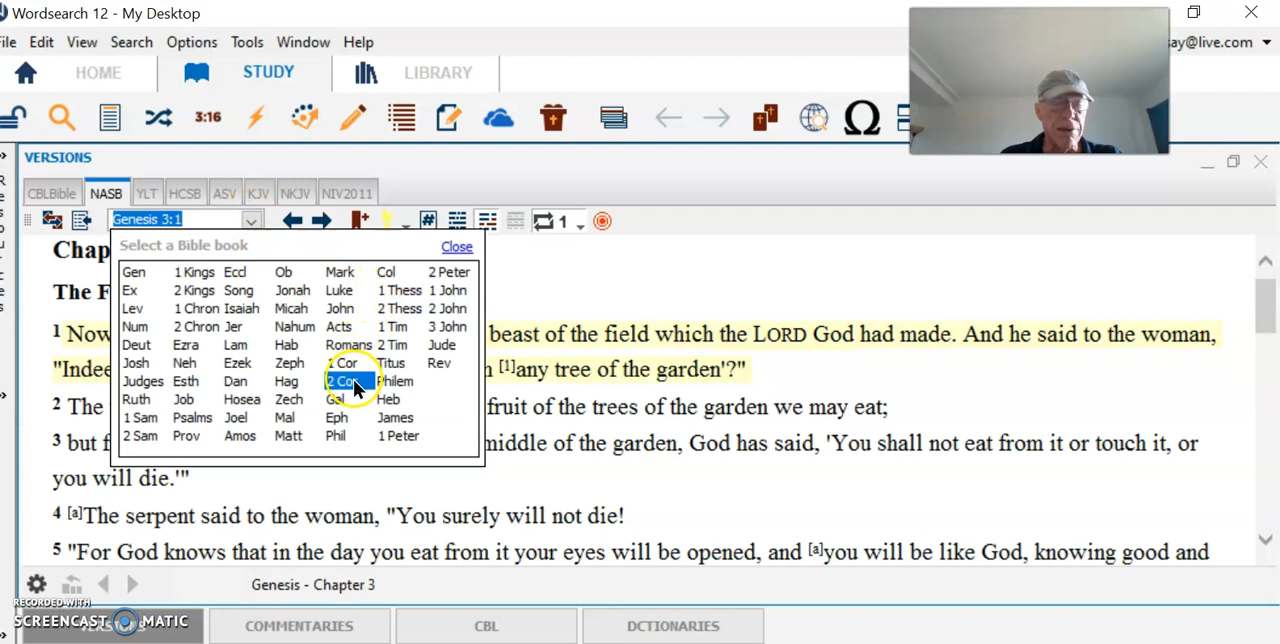 Wordsearch 12 - My Desktop
File Edit View Search Options Tools Window Help
say@live.com
HOME STUDY LIBRARY
3:16
VERSIONS
CBLBible NASB YLT HCSB ASV KJV NKJV NIV2011
Genesis 3:1 # 1
Select a Bible book Close
Gen 1 Kings Eccl Ob Mark Col 2 Peter
Ex 2 Kings Song Jonah Luke 1 Thess 1 John
Lev 1 Chron Isaiah Micah John 2 Thess 2 John
Num 2 Chron Jer Nahum Acts 1 Tim 3 John
Deut Ezra Lam Hab Romans 2 Tim Jude
Josh Neh Ezek Zeph 1 Cor Titus Rev
Judges Esth Dan Hag 2 Cor Philem
Ruth Job Hosea Zech Gal Heb
1 Sam Psalms Joel Mal Eph James
2 Sam Prov Amos Matt Phil 1 Peter
Chap
The F
1 Now beast of the field which the LORD God had made. And he said to the woman,
"Indee n [1]any tree of the garden'?"
2 The fruit of the trees of the garden we may eat;
3 but f middle of the garden, God has said, 'You shall not eat from it or touch it, or
you will die.'"
4 [a]The serpent said to the woman, "You surely will not die!
5 "For God knows that in the day you eat from it your eyes will be opened, and [a]you will be like God, knowing good and
Genesis - Chapter 3
RECORDED WITH
SCREENCAST MATIC
COMMENTARIES CBL DCTIONARIES